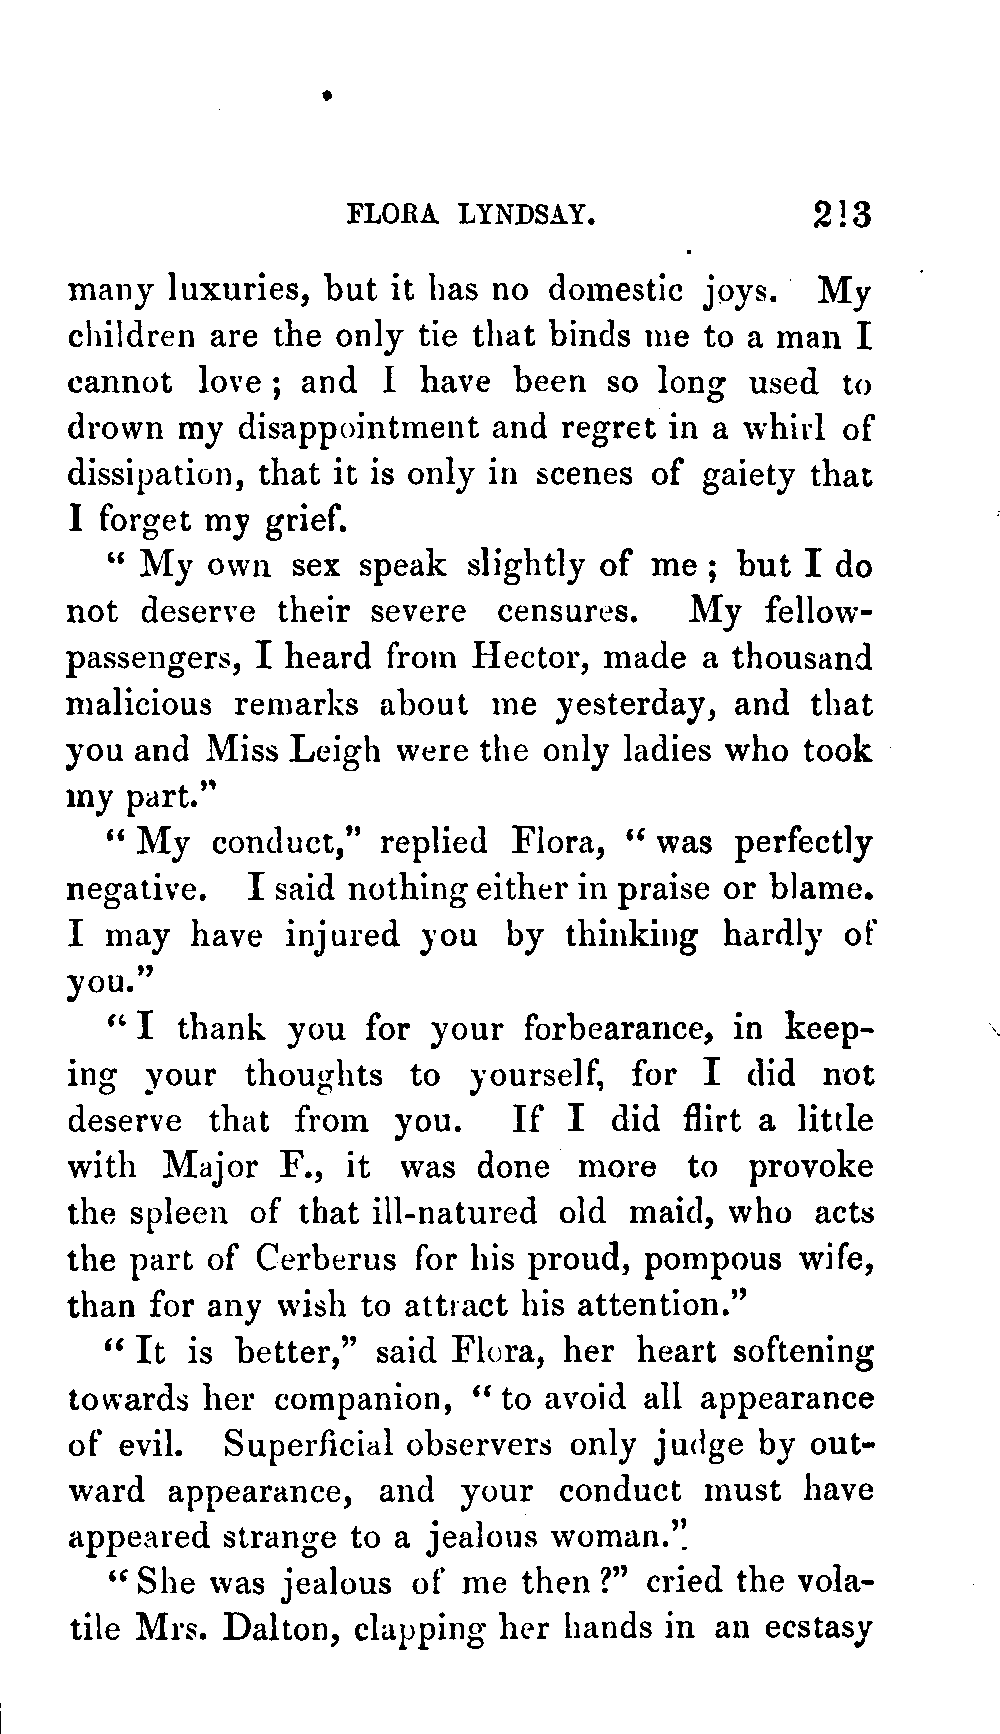 FLORA LYNDSAY. 213
many luxuries, but it has no domestic joys. My
children are the only tie that binds me to a man I
cannot love ; and I have been so long used to
drown my disappointment and regret in a whirl of
dissipation, that it is only in scenes of gaiety that
I forget my grief.
“ My own sex speak slightly of me ; but I do
not deserve their severe censures. My fellow-
passengers, I heard from Hector, made a thousand
malicious remarks about me yesterday, and that
you and Miss Leigh were the only ladies who took
my part.”
“ My conduct,” replied Flora, “ was perfectly
negative. I said nothing either in praise or blame.
I may have injured you by thinking hardly of
you.”
“ I thank you for your forbearance, in keep-
ing your thoughts to yourself, for I did not
deserve that from you. If I did flirt a little
with Major F., it was done more to provoke
the spleen of that ill-natured old maid, who acts
the part of Cerberus for his proud, pompous wife,
than for any wish to attract his attention.”
“ It is better,” said Flora, her heart softening
towards her companion, “ to avoid all appearance
of evil. Superficial observers only judge by out-
ward appearance, and your conduct must have
appeared strange to a jealous woman.”
“ She was jealous of me then ?” cried the vola-
tile Mrs. Dalton, clapping her hands in an ecstasy